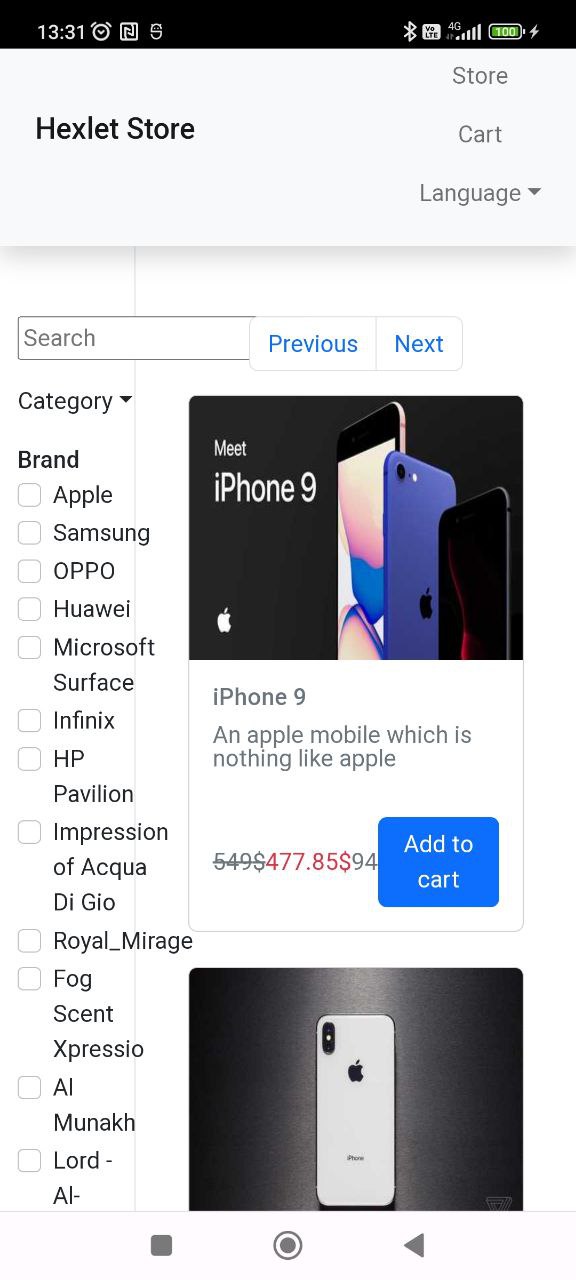 13:31
Vo LTE
4G
100
Store
Hexlet Store
Cart
Language
Search
Previous
Next
Category
Brand
Apple
Samsung
OPPO
Huawei
Microsoft
Surface
Infinix
HP
Pavilion
Impression
of Acqua
Di Gio
Royal_Mirage
Fog
Scent
Xpressio
Al
Munakh
Lord -
Al-
Meet
iPhone 9
iPhone 9
An apple mobile which is
nothing like apple
549$477.85$94
Add to
cart
iPhone